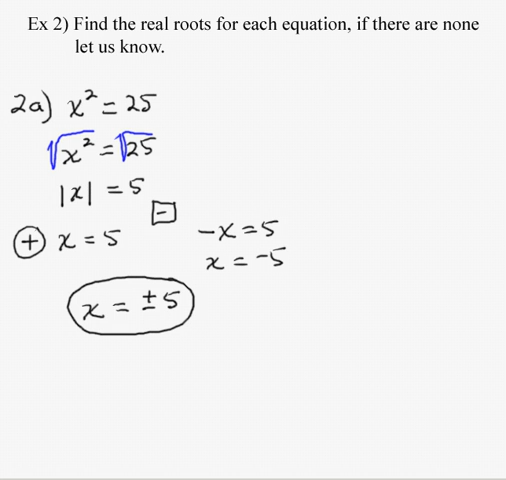 Ex 2) Find the real roots for each equation, if there are none
let us know.
2a) x² = 25
√x² = √25
|x| = 5
⊕ x = 5 ⊟ -x = 5
x = -5
x = ±5